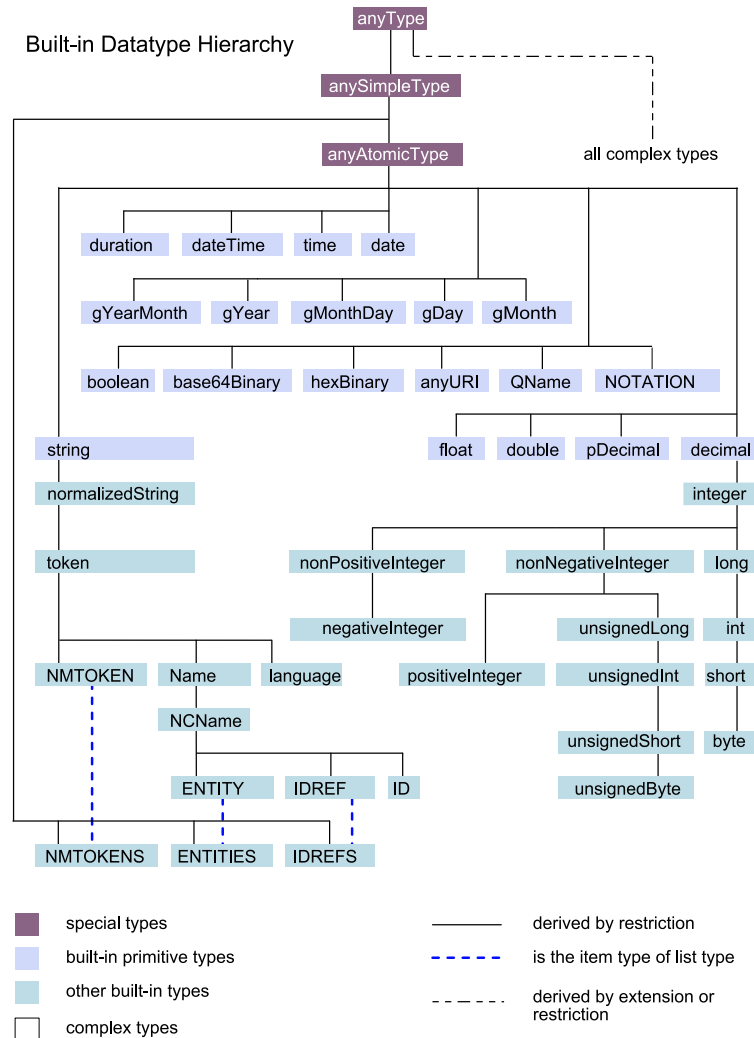 anyType
Built-in Datatype Hierarchy
anySimpleType
anyAtomicType
all complex types
duration
dateTime
time
date
gYearMonth
gYear
gMonthDay
gDay
gMonth
boolean
base64Binary
hexBinary
anyURI
QName
NOTATION
string
float
double
pDecimal
decimal
normalizedString
integer
token
nonPositiveInteger
nonNegativeInteger
long
negativeInteger
unsignedLong
int
NMTOKEN
Name
language
positiveInteger
unsignedInt
short
NCName
unsignedShort
byte
ENTITY
IDREF
ID
unsignedByte
NMTOKENS
ENTITIES
IDREFS
special types
derived by restriction
built-in primitive types
is the item type of list type
other built-in types
derived by extension or
restriction
complex types